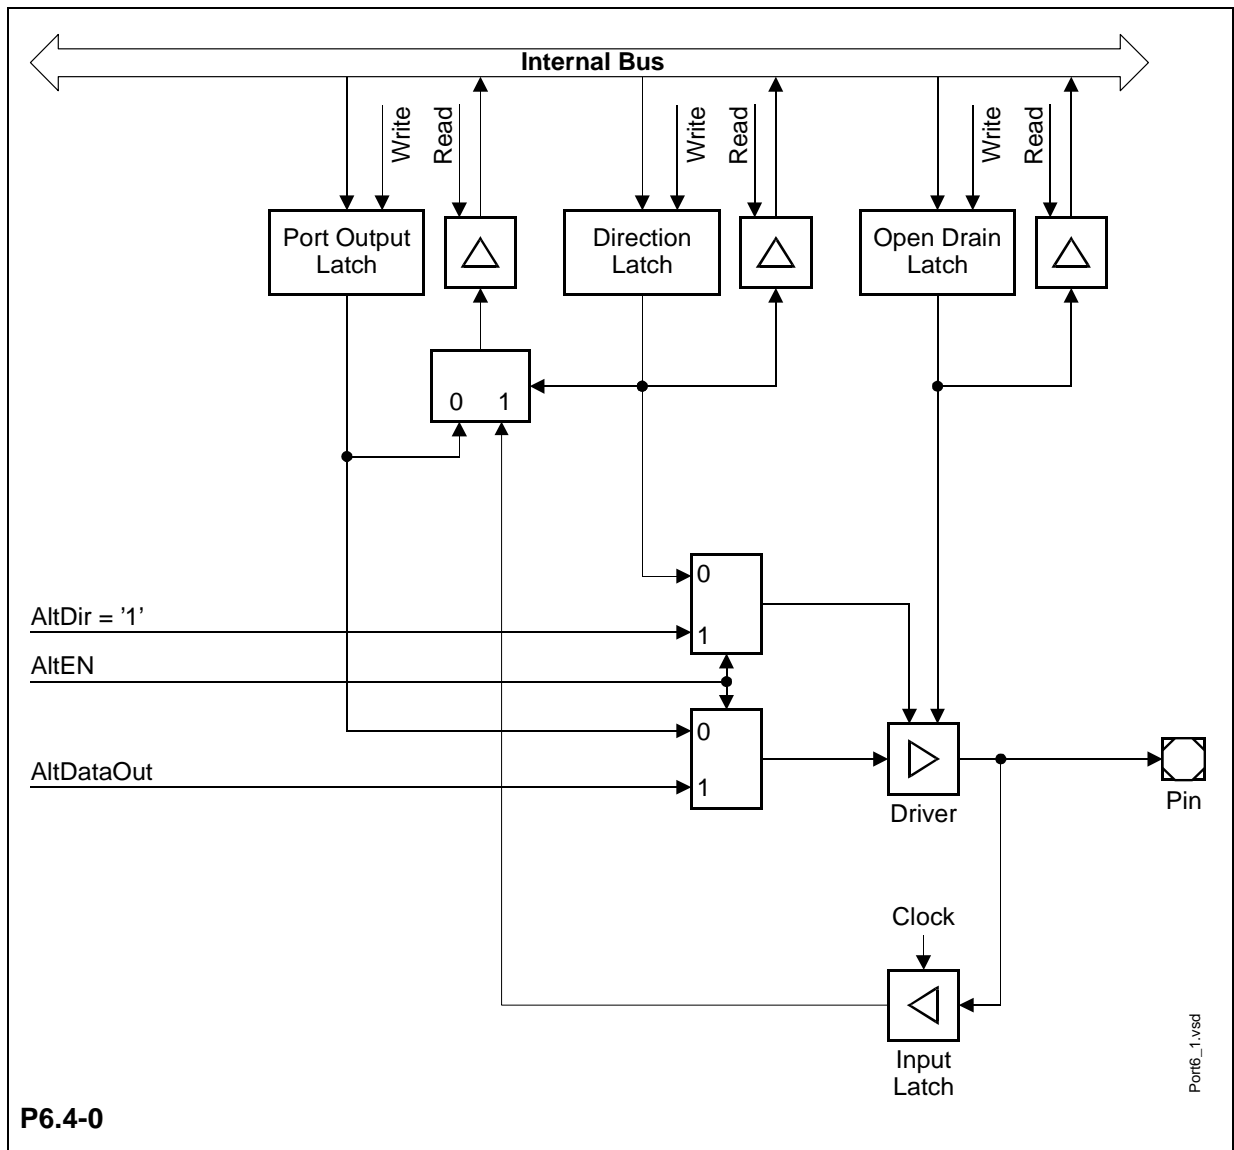 Internal Bus
Write
Read
Write
Read
Write
Read
Port Output
Latch
Direction
Latch
Open Drain
Latch
0 1
0
AltDir = '1'
1
AltEN
0
AltDataOut
1
Driver
Pin
Clock
Input
Latch
Port6_1.vsd
P6.4-0